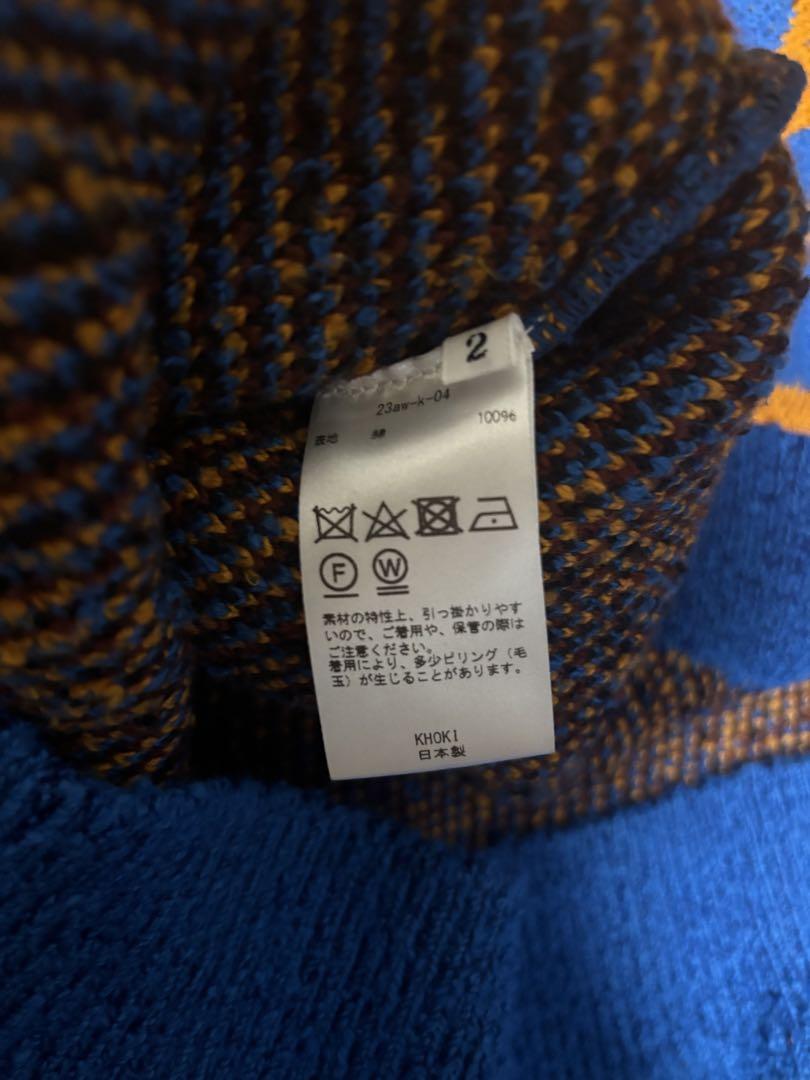 2
23aw-k-04
表地 綿 100%
F W
素材の特性上、引っ掛かりやす
いので、ご着用や、保管の際は
ご注意ください。
着用により、多少ピリング（毛
玉）が生じることがあります。
KHOKI
日本製